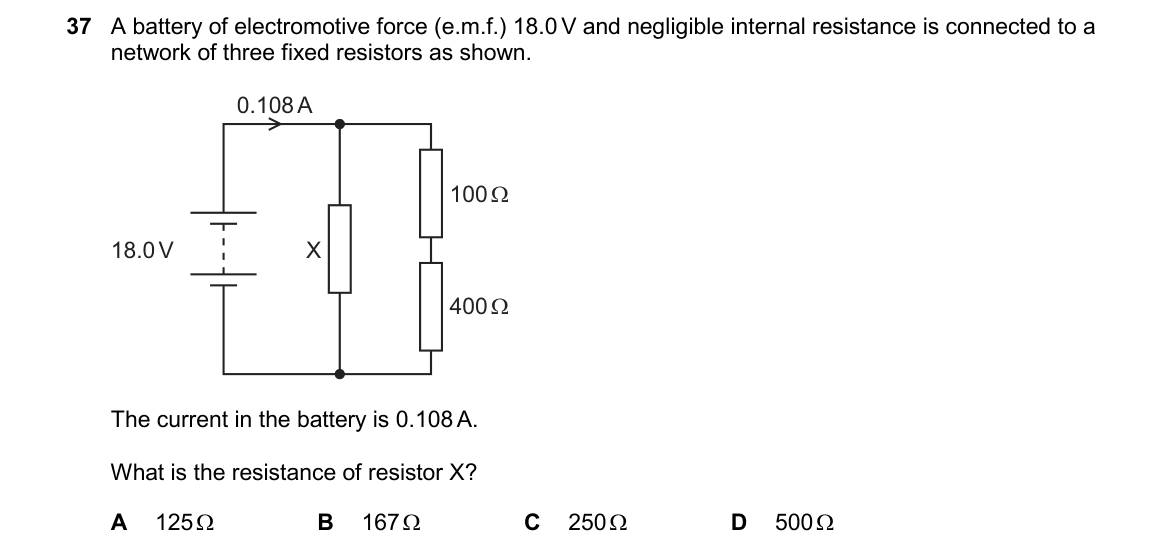 37 A battery of electromotive force (e.m.f.) 18.0 V and negligible internal resistance is connected to a
network of three fixed resistors as shown.
0.108 A
100 Ω
18.0 V
X
400 Ω
The current in the battery is 0.108 A.
What is the resistance of resistor X?
A 125 Ω B 167 Ω C 250 Ω D 500 Ω